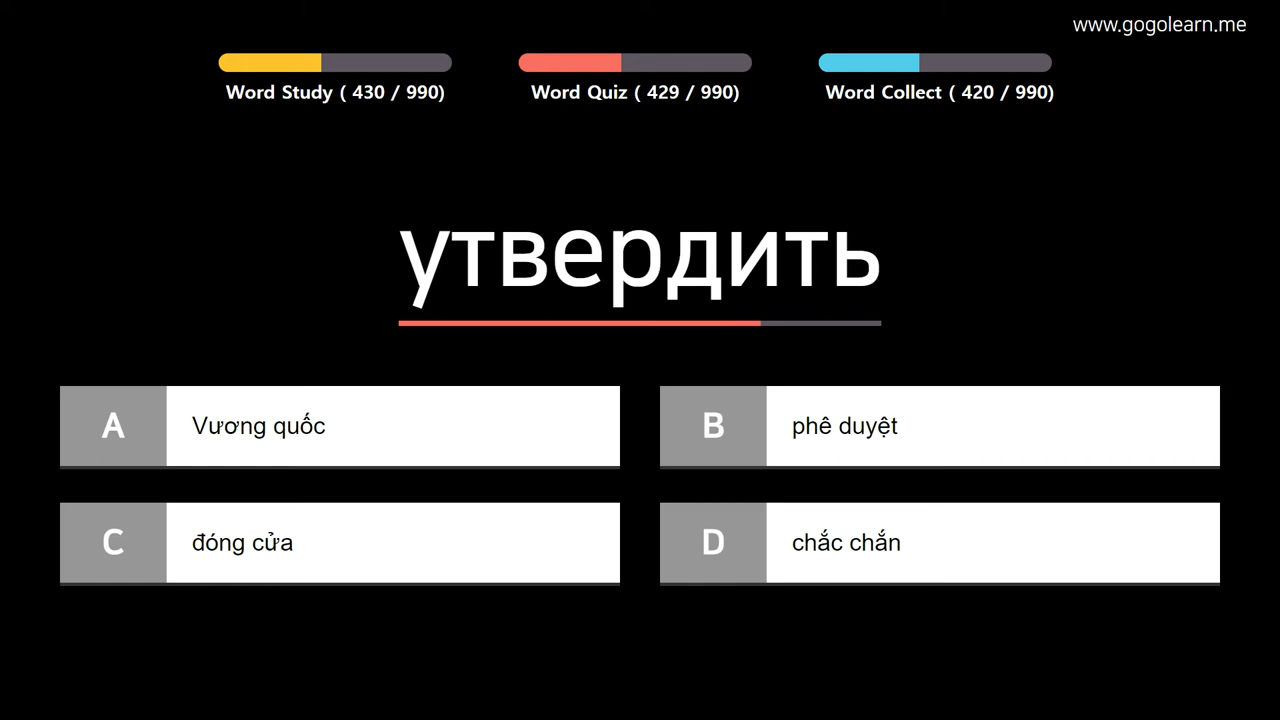 www.gogolearn.me
Word Study ( 430 / 990)
Word Quiz ( 429 / 990)
Word Collect ( 420 / 990)
утвердить
A Vương quốc
B phê duyệt
C đóng cửa
D chắc chắn